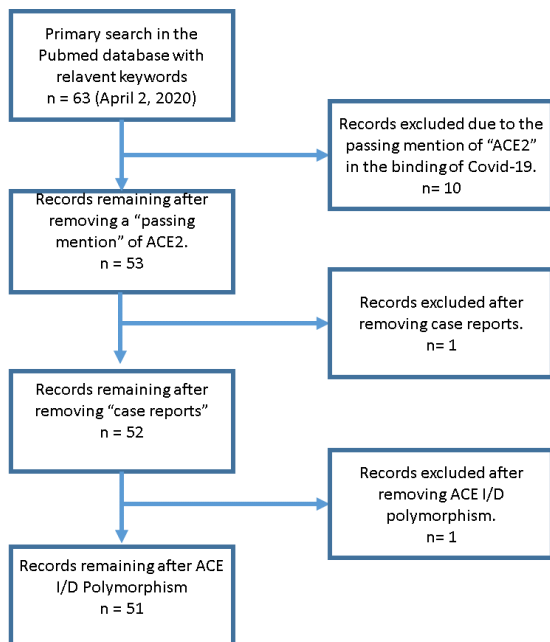 Primary search in the
Pubmed database with
relavent keywords
n = 63 (April 2, 2020)
Records excluded due to the
passing mention of “ACE2”
in the binding of Covid-19.
n= 10
Records remaining after
removing a “passing
mention” of ACE2.
n = 53
Records excluded after
removing case reports.
n= 1
Records remaining after
removing “case reports”
n = 52
Records excluded after
removing ACE I/D
polymorphism.
n= 1
Records remaining after ACE
I/D Polymorphism
n = 51